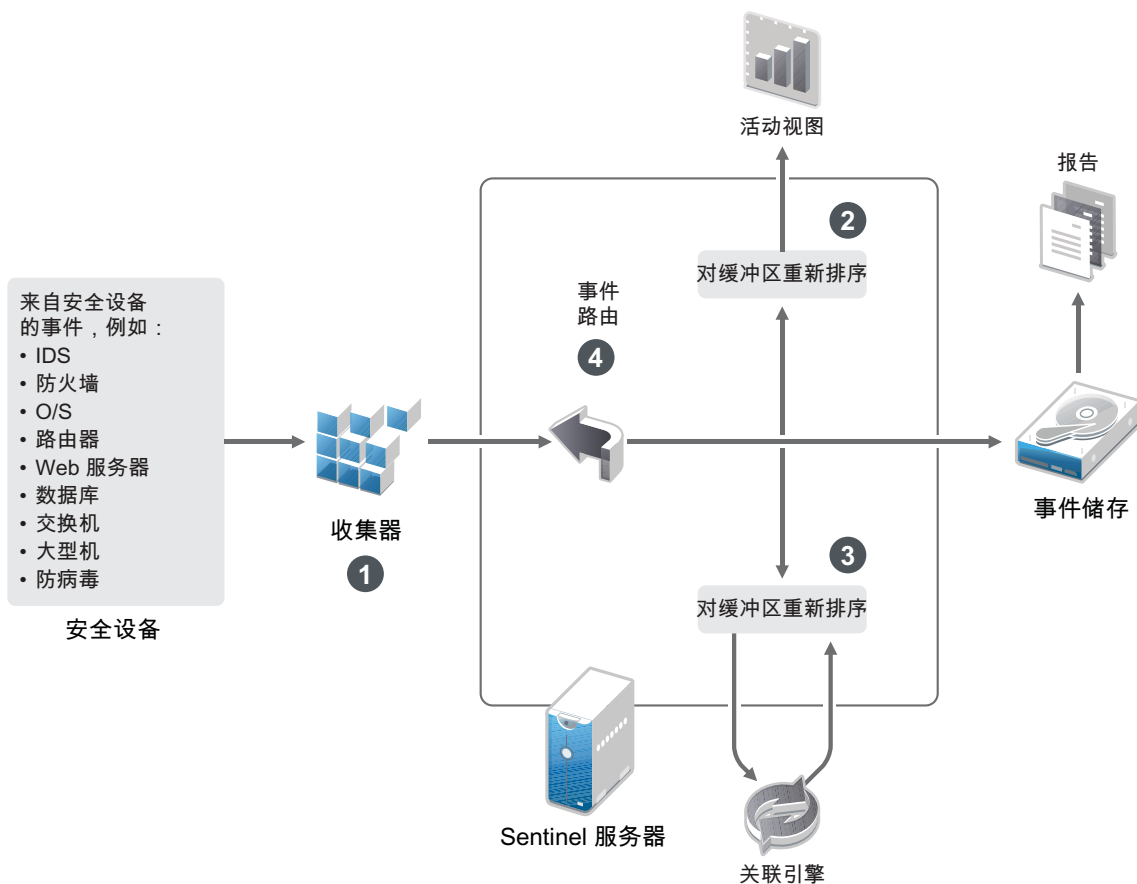 活动视图
报告
2
对缓冲区重新排序
事件
路由
4
来自安全设备
的事件，例如：
• IDS
• 防火墙
• O/S
• 路由器
• Web 服务器
• 数据库
• 交换机
• 大型机
• 防病毒
安全设备
收集器
1
事件储存
3
对缓冲区重新排序
Sentinel 服务器
关联引擎